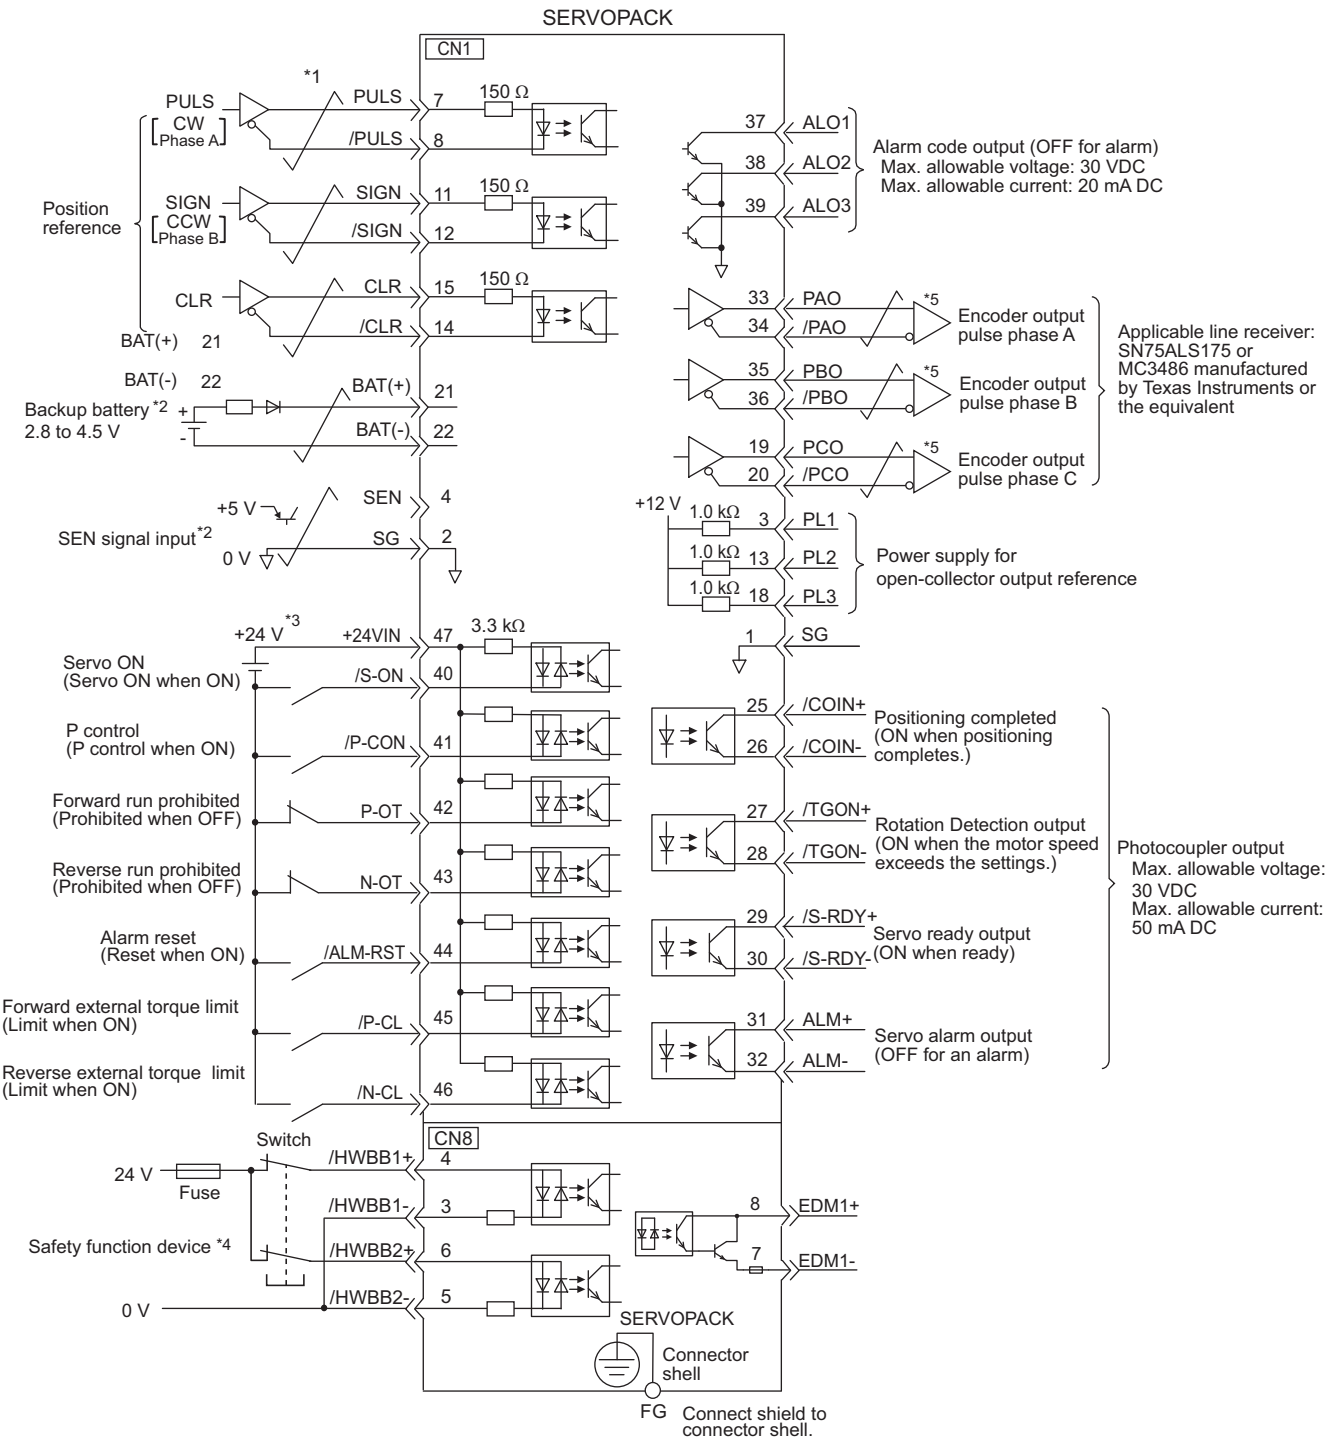 SERVOPACK
CN1
*1
PULS
[ CW
Phase A ]
PULS
7
150 Ω
/PULS
8
SIGN
[ CCW
Phase B ]
SIGN
11
150 Ω
/SIGN
12
Position
reference
CLR
CLR
15
150 Ω
/CLR
14
BAT(+) 21
BAT(-) 22
Backup battery *2
2.8 to 4.5 V
+
-
BAT(+)
21
BAT(-)
22
+5 V
SEN
4
SEN signal input*2
0 V
SG
2
+24 V *3
+24VIN
47
3.3 kΩ
Servo ON
(Servo ON when ON)
/S-ON
40
P control
(P control when ON)
/P-CON
41
Forward run prohibited
(Prohibited when OFF)
P-OT
42
Reverse run prohibited
(Prohibited when OFF)
N-OT
43
Alarm reset
(Reset when ON)
/ALM-RST
44
Forward external torque limit
(Limit when ON)
/P-CL
45
Reverse external torque limit
(Limit when ON)
/N-CL
46
37
ALO1
38
ALO2
39
ALO3
Alarm code output (OFF for alarm)
Max. allowable voltage: 30 VDC
Max. allowable current: 20 mA DC
33
PAO
34
/PAO
*5
Encoder output
pulse phase A
35
PBO
36
/PBO
*5
Encoder output
pulse phase B
19
PCO
20
/PCO
*5
Encoder output
pulse phase C
Applicable line receiver:
SN75ALS175 or
MC3486 manufactured
by Texas Instruments or
the equivalent
+12 V
1.0 kΩ
3
PL1
1.0 kΩ
13
PL2
1.0 kΩ
18
PL3
Power supply for
open-collector output reference
1
SG
25
/COIN+
26
/COIN-
Positioning completed
(ON when positioning
completes.)
27
/TGON+
28
/TGON-
Rotation Detection output
(ON when the motor speed
exceeds the settings.)
29
/S-RDY+
30
/S-RDY-
Servo ready output
(ON when ready)
31
ALM+
32
ALM-
Servo alarm output
(OFF for an alarm)
Photocoupler output
Max. allowable voltage:
30 VDC
Max. allowable current:
50 mA DC
CN8
Switch
24 V
Fuse
/HWBB1+
4
/HWBB1-
3
Safety function device *4
/HWBB2+
6
/HWBB2-
5
0 V
8
EDM1+
7
EDM1-
SERVOPACK
Connector
shell
FG
Connect shield to
connector shell.